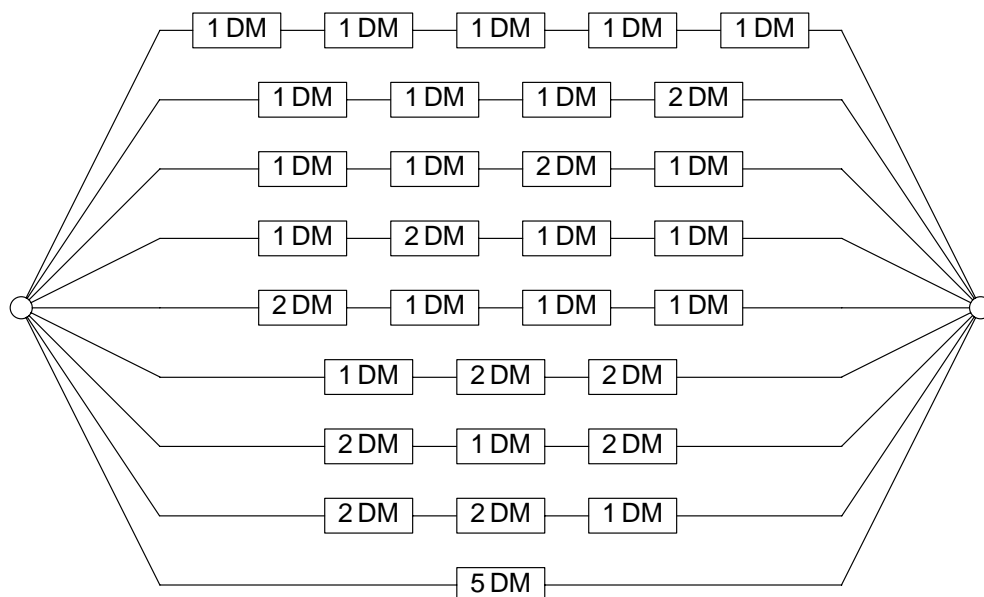 1 DM 1 DM 1 DM 1 DM 1 DM
1 DM 1 DM 1 DM 2 DM
1 DM 1 DM 2 DM 1 DM
1 DM 2 DM 1 DM 1 DM
2 DM 1 DM 1 DM 1 DM
1 DM 2 DM 2 DM
2 DM 1 DM 2 DM
2 DM 2 DM 1 DM
5 DM